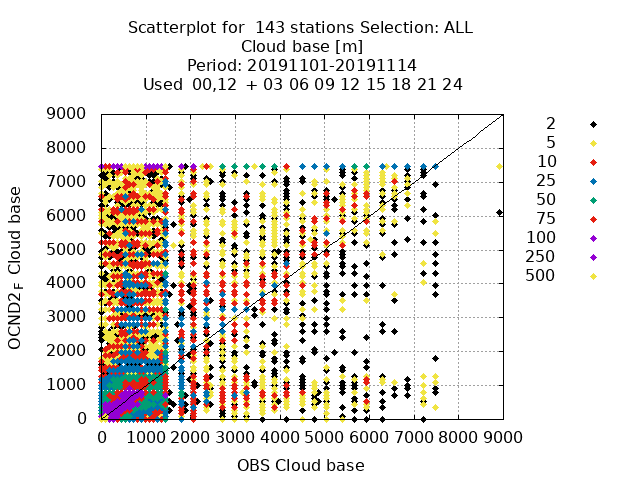 Scatterplot for  143 stations Selection: ALL
Cloud base [m]
Period: 20191101-20191114
Used  00,12  + 03 06 09 12 15 18 21 24
9000
8000
7000
6000
5000
4000
3000
2000
1000
0
OCND2F Cloud base
0 1000 2000 3000 4000 5000 6000 7000 8000 9000
OBS Cloud base
2
5
10
25
50
75
100
250
500